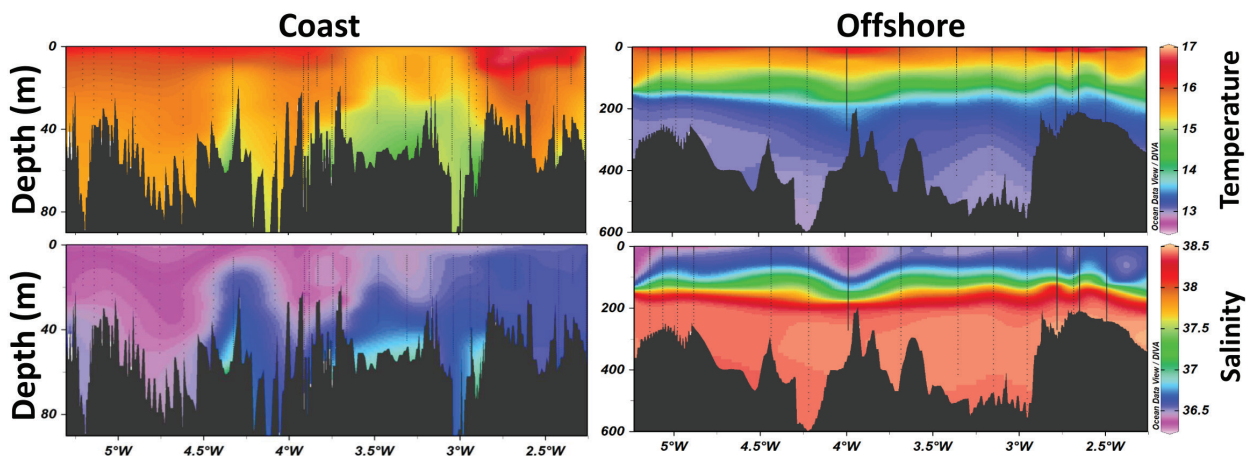 Coast
Offshore
Depth (m)
0
40
80
0
200
400
600
Ocean Data View / DIVA
17
16
15
14
13
Temperature
Depth (m)
0
40
80
5°W
4.5°W
4°W
3.5°W
3°W
2.5°W
0
200
400
600
5°W
4.5°W
4°W
3.5°W
3°W
2.5°W
Ocean Data View / DIVA
38.5
38
37.5
37
36.5
Salinity